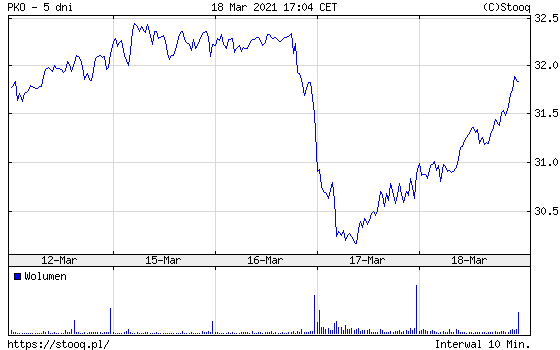 PKO - 5 dni 18 Mar 2021 17:04 CET (C)Stooq
32.5
32.0
31.5
31.0
30.5
12-Mar 15-Mar 16-Mar 17-Mar 18-Mar
Wolumen
https://stooq.pl/ Interwal 10 Min.